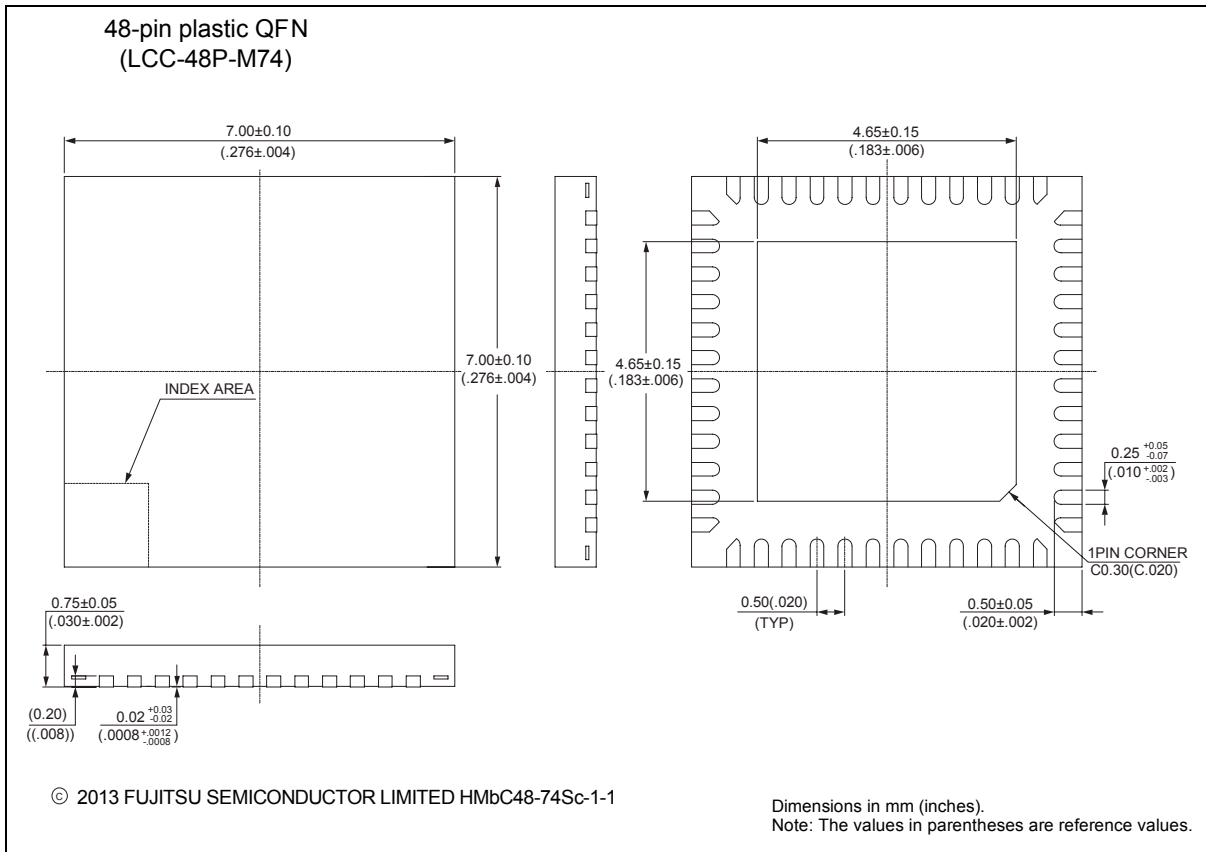 48-pin plastic QFN
(LCC-48P-M74)
7.00±0.10
(.276±.004)
4.65±0.15
(.183±.006)
7.00±0.10
(.276±.004)
4.65±0.15
(.183±.006)
INDEX AREA
0.25 +0.05 -0.07
(.010 +.002 -.003)
1PIN CORNER
C0.30(C.020)
0.75±0.05
(.030±.002)
0.50(.020)
(TYP)
0.50±0.05
(.020±.002)
(0.20)
((.008))
0.02 +0.03 -0.02
(.0008 +.0012 -.0008)
© 2013 FUJITSU SEMICONDUCTOR LIMITED HMbC48-74Sc-1-1
Dimensions in mm (inches).
Note: The values in parentheses are reference values.